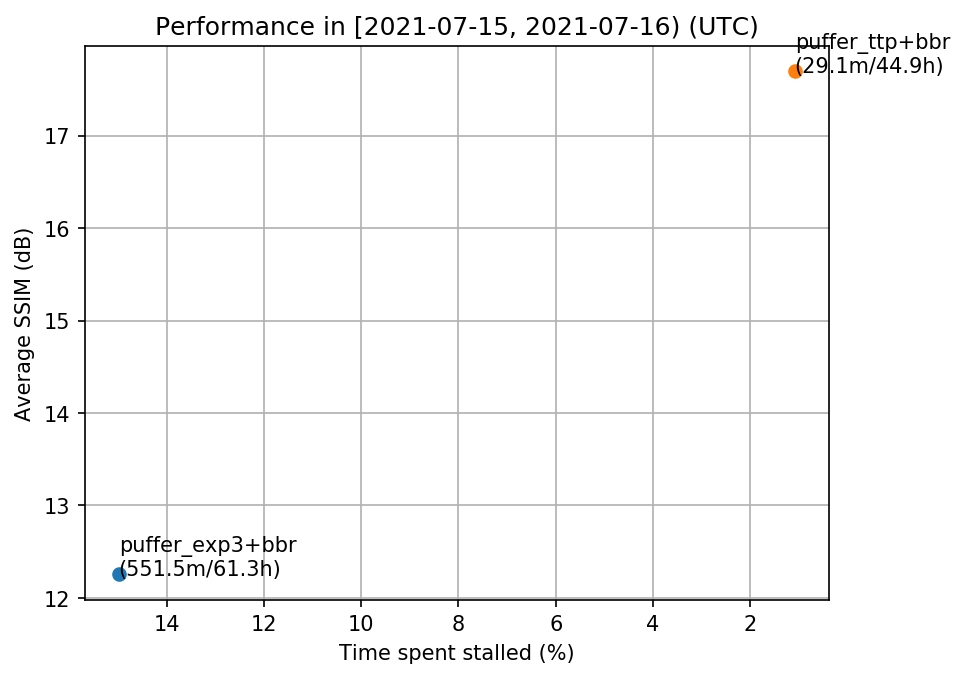 Performance in [2021-07-15, 2021-07-16) (UTC)
puffer_ttp+bbr
(29.1m/44.9h)
17
16
15
14
13
12
Average SSIM (dB)
puffer_exp3+bbr
(551.5m/61.3h)
14
12
10
8
6
4
2
Time spent stalled (%)